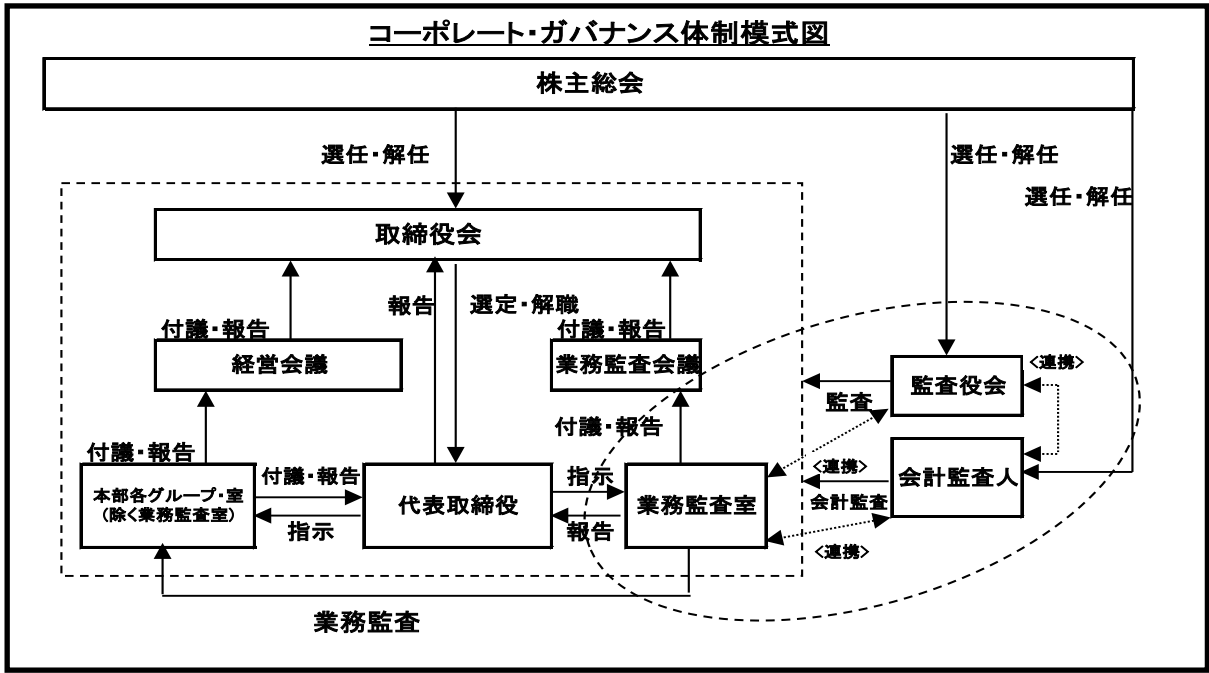 コーポレート・ガバナンス体制模式図
株主総会
選任・解任
選任・解任
選任・解任
取締役会
報告
選定・解職
付議・報告
付議・報告
経営会議
業務監査会議
監査役会
<連携>
監査
付議・報告
付議・報告
本部各グループ・室
(除く業務監査室)
付議・報告
指示
代表取締役
指示
報告
業務監査室
<連携>
会計監査
会計監査人
<連携>
業務監査